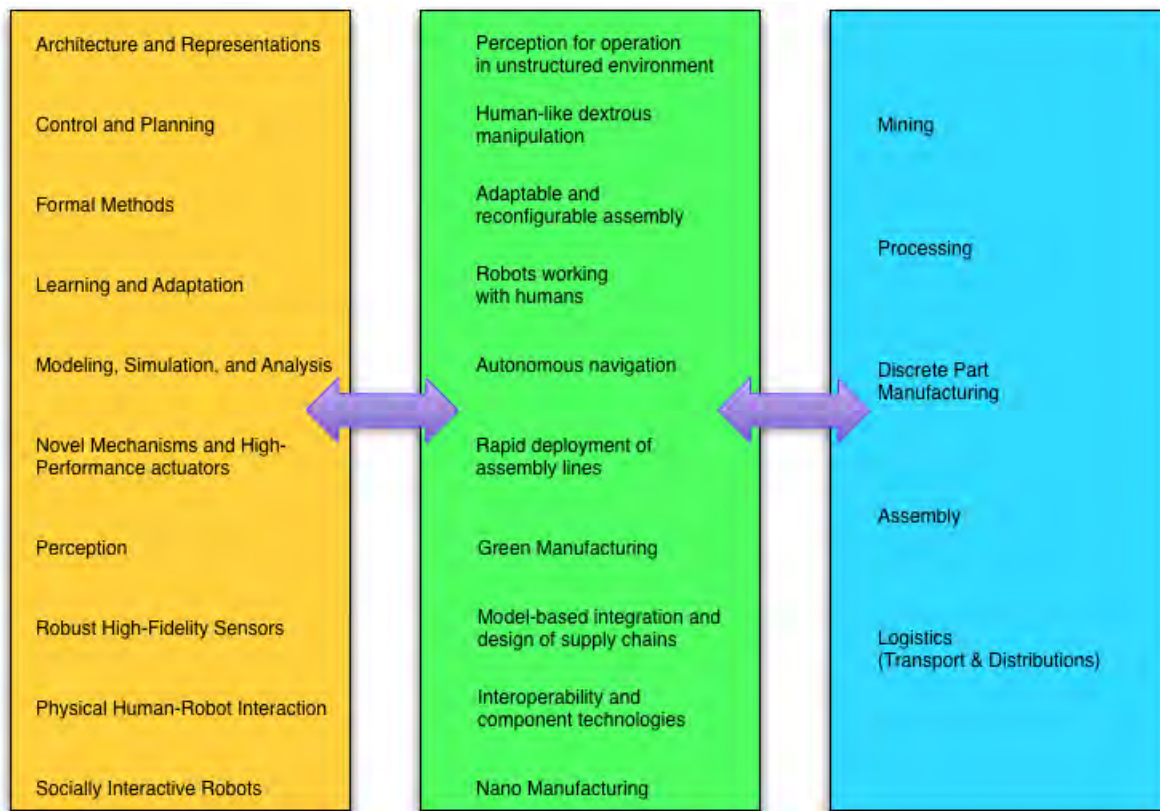 Architecture and Representations
Control and Planning
Formal Methods
Learning and Adaptation
Modeling, Simulation, and Analysis
Novel Mechanisms and High-
Performance actuators
Perception
Robust High-Fidelity Sensors
Physical Human-Robot Interaction
Socially Interactive Robots
Perception for operation
in unstructured environment
Human-like dextrous
manipulation
Adaptable and
reconfigurable assembly
Robots working
with humans
Autonomous navigation
Rapid deployment of
assembly lines
Green Manufacturing
Model-based integration and
design of supply chains
Interoperability and
component technologies
Nano Manufacturing
Mining
Processing
Discrete Part
Manufacturing
Assembly
Logistics
(Transport & Distributions)